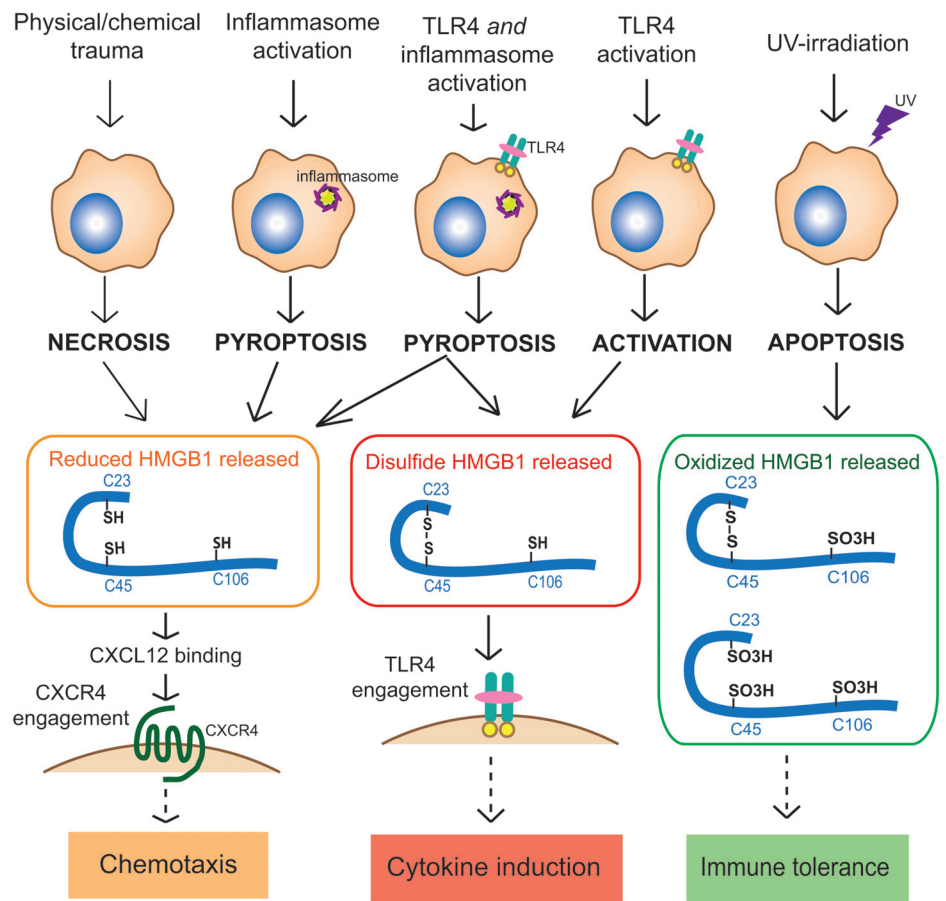 Physical/chemical
trauma
Inflammasome
activation
TLR4 and
inflammasome
activation
TLR4
activation
UV-irradiation
UV
TLR4
inflammasome
NECROSIS
PYROPTOSIS
PYROPTOSIS
ACTIVATION
APOPTOSIS
Reduced HMGB1 released
C23
SH
SH
SH
C45
C106
Disulfide HMGB1 released
C23
S
S
SH
C45
C106
Oxidized HMGB1 released
C23
S
S
SO3H
C45
C106
C23
SO3H
SO3H
SO3H
C45
C106
CXCL12 binding
CXCR4
engagement
CXCR4
TLR4
engagement
Chemotaxis
Cytokine induction
Immune tolerance